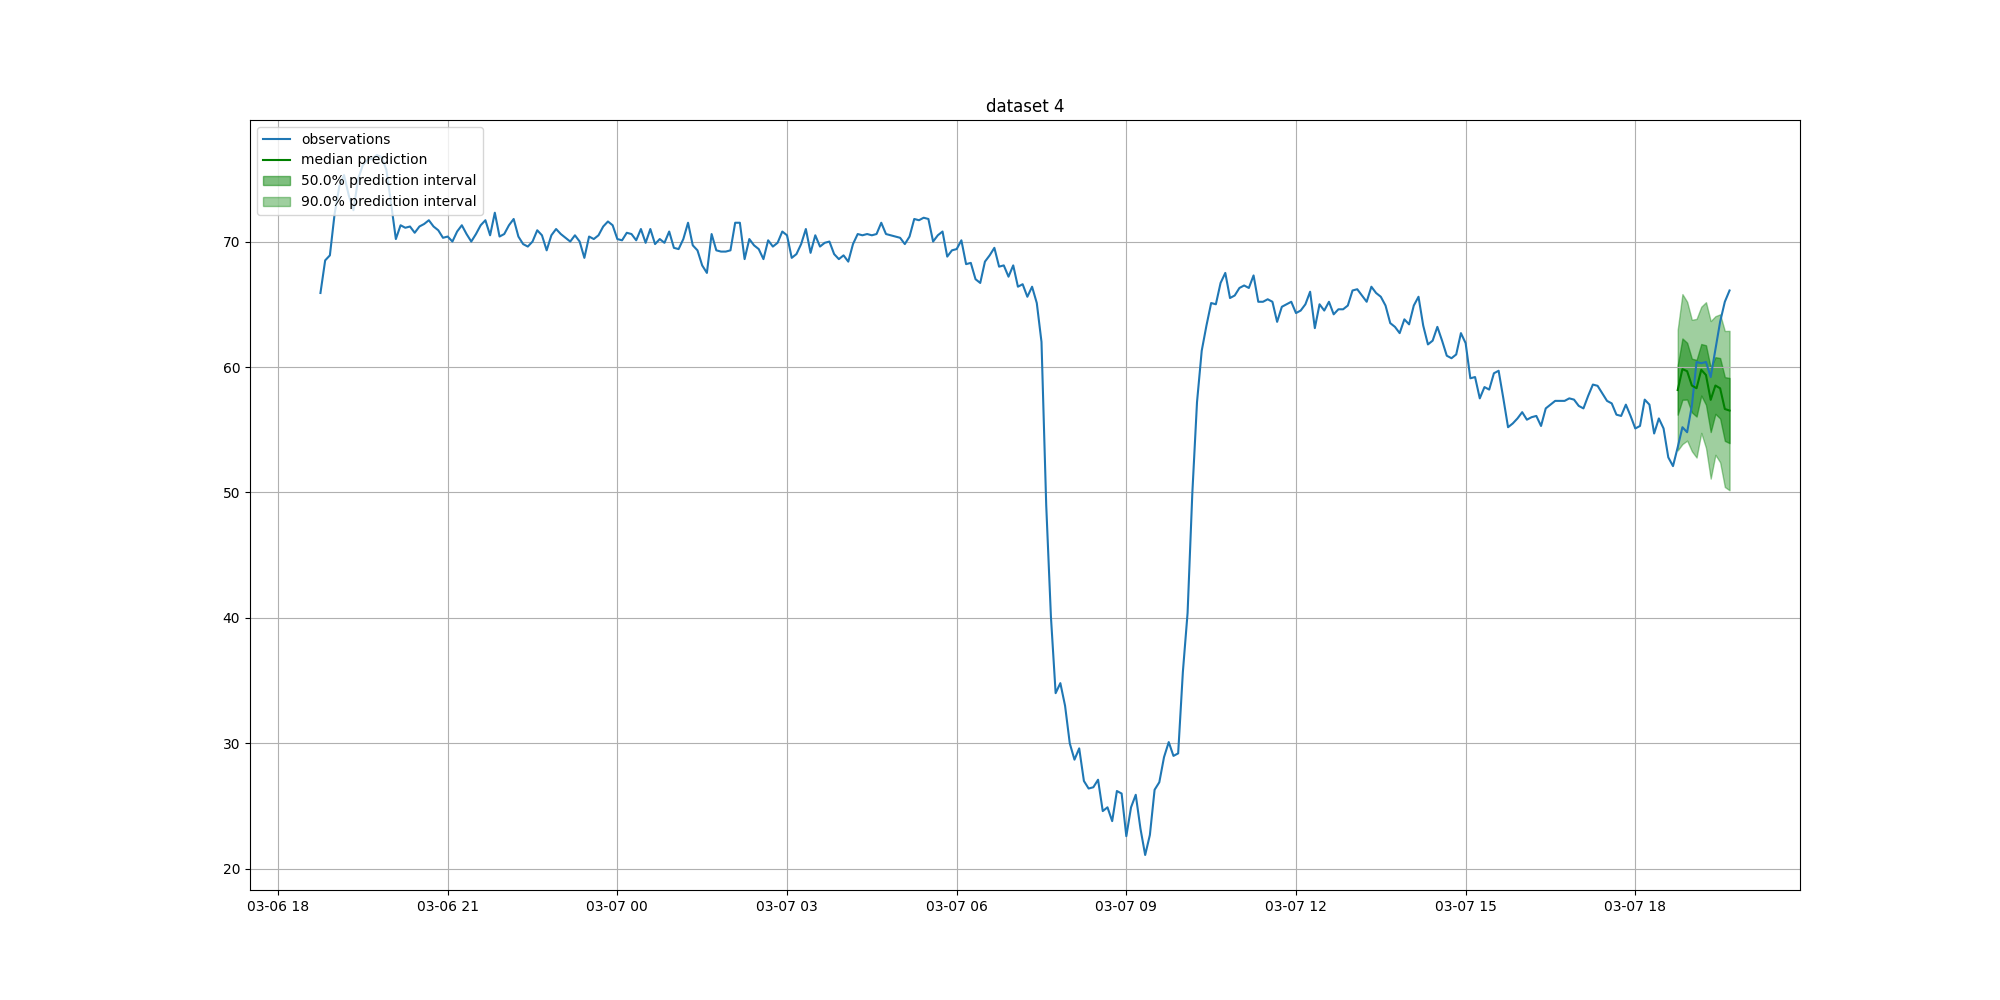 dataset 4
observations
median prediction
50.0% prediction interval
90.0% prediction interval
70
60
50
40
30
20
03-06 18 03-06 21 03-07 00 03-07 03 03-07 06 03-07 09 03-07 12 03-07 15 03-07 18